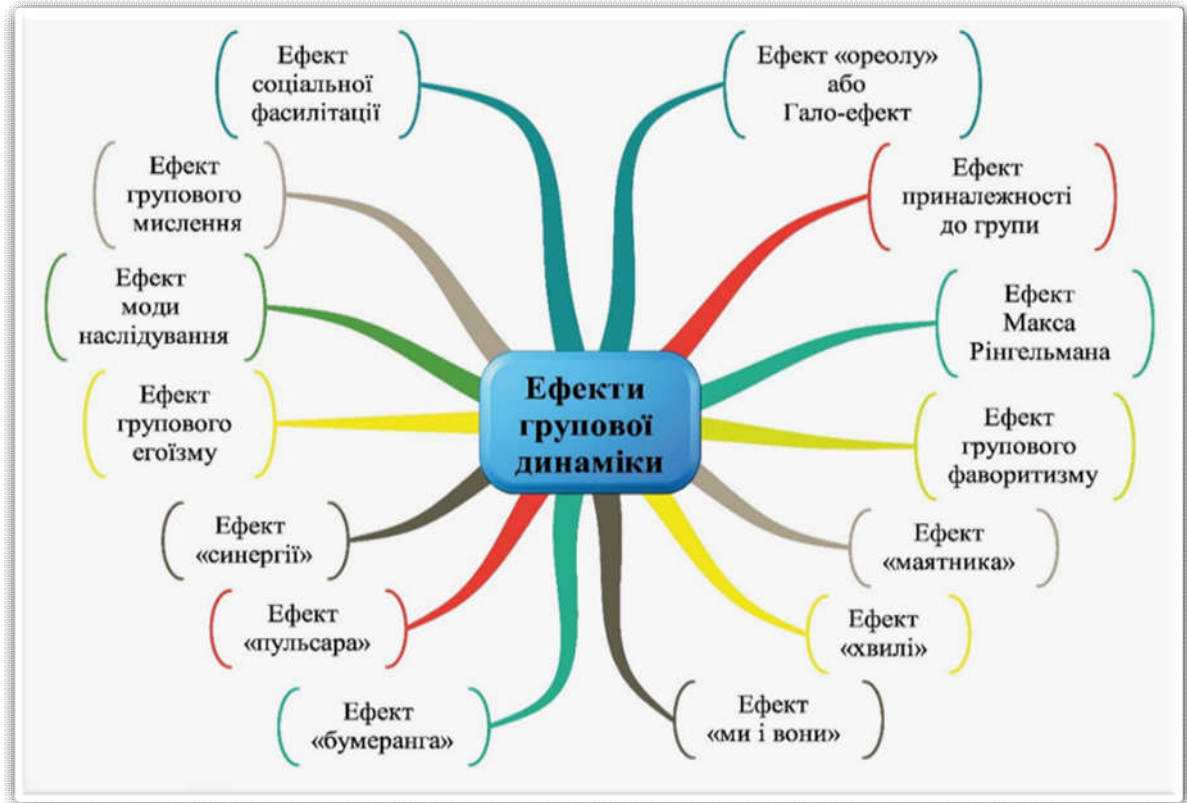 Ефект
соціальної
фасилітації
Ефект «ореолу»
або
Гало-ефект
Ефект
групового
мислення
Ефект
приналежності
до групи
Ефект
моди
наслідування
Ефект
Макса
Рінгельмана
Ефекти
групової
динаміки
Ефект
групового
егоїзму
Ефект
групового
фаворитизму
Ефект
«синергії»
Ефект
«маятника»
Ефект
«пульсара»
Ефект
«хвилі»
Ефект
«бумеранга»
Ефект
«ми і вони»